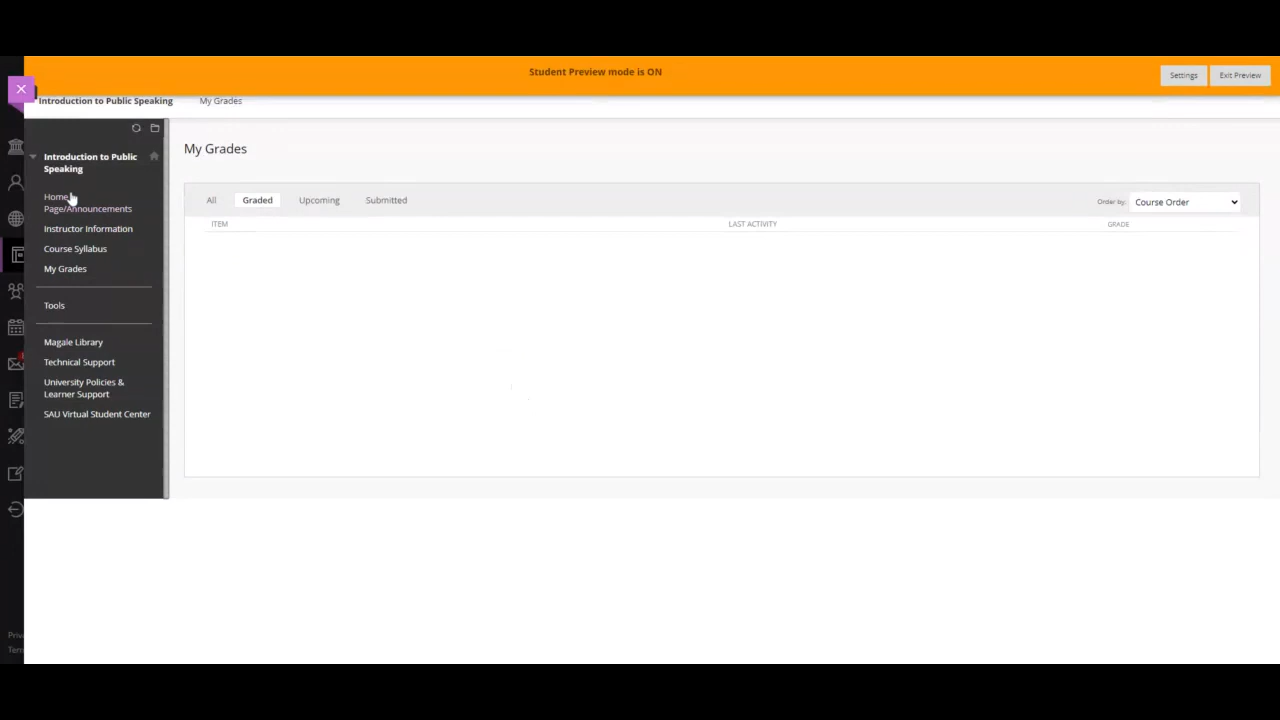 Student Preview mode is ON
Settings
Exit Preview
Introduction to Public Speaking
My Grades
Introduction to Public
Speaking
Home
Page/Announcements
Instructor Information
Course Syllabus
My Grades
Tools
Magale Library
Technical Support
University Policies &
Learner Support
SAU Virtual Student Center
My Grades
All
Graded
Upcoming
Submitted
Order by:
Course Order
ITEM
LAST ACTIVITY
GRADE